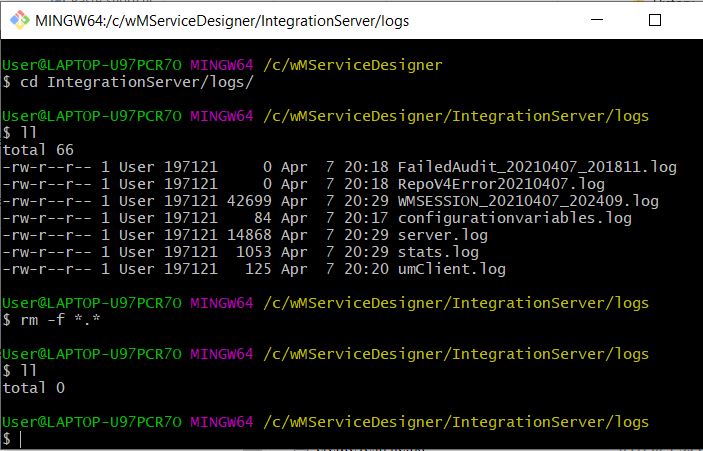 MINGW64:/c/wMServiceDesigner/IntegrationServer/logs
User@LAPTOP-U97PCR7O MINGW64 /c/wMServiceDesigner
$ cd IntegrationServer/logs/
User@LAPTOP-U97PCR7O MINGW64 /c/wMServiceDesigner/IntegrationServer/logs
$ ll
total 66
-rw-r--r-- 1 User 197121     0 Apr  7 20:18 FailedAudit_20210407_201811.log
-rw-r--r-- 1 User 197121     0 Apr  7 20:18 RepoV4Error20210407.log
-rw-r--r-- 1 User 197121 42699 Apr  7 20:29 WMSESSION_20210407_202409.log
-rw-r--r-- 1 User 197121    84 Apr  7 20:17 configurationvariables.log
-rw-r--r-- 1 User 197121 14868 Apr  7 20:29 server.log
-rw-r--r-- 1 User 197121  1053 Apr  7 20:29 stats.log
-rw-r--r-- 1 User 197121   125 Apr  7 20:20 umClient.log
User@LAPTOP-U97PCR7O MINGW64 /c/wMServiceDesigner/IntegrationServer/logs
$ rm -f *.*
User@LAPTOP-U97PCR7O MINGW64 /c/wMServiceDesigner/IntegrationServer/logs
$ ll
total 0
User@LAPTOP-U97PCR7O MINGW64 /c/wMServiceDesigner/IntegrationServer/logs
$